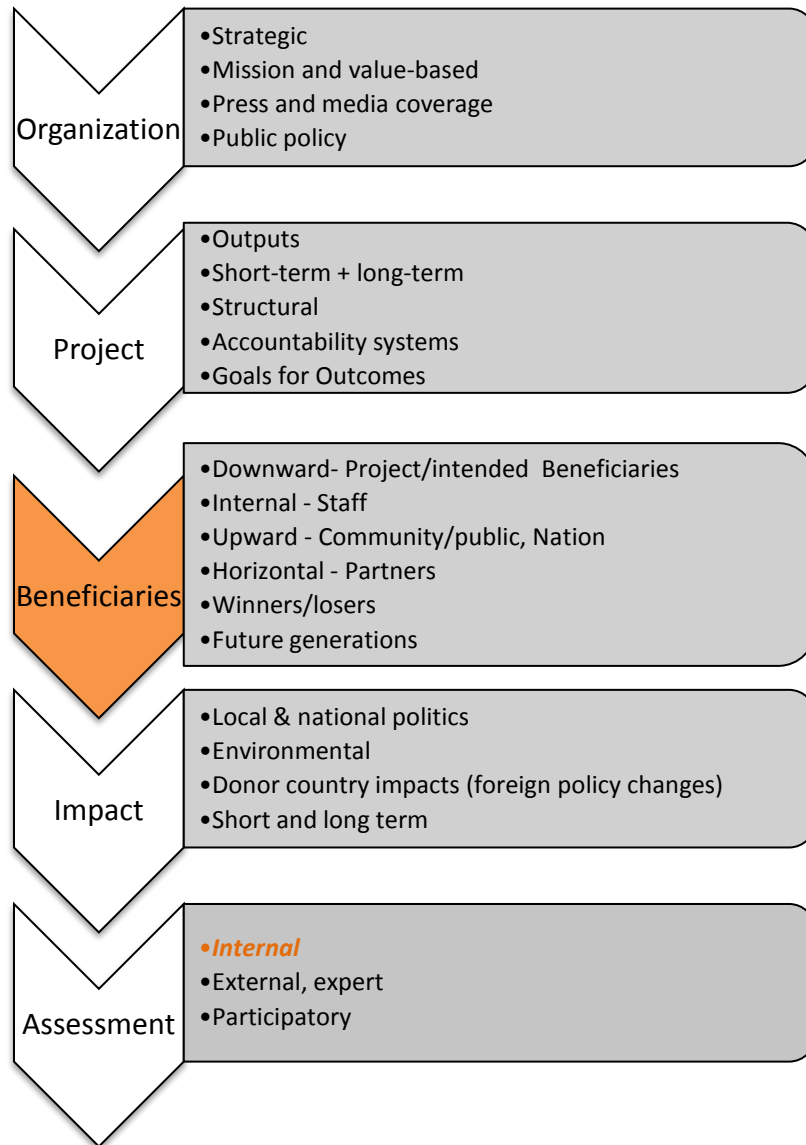 Organization
•Strategic
•Mission and value-based
•Press and media coverage
•Public policy
Project
•Outputs
•Short-term + long-term
•Structural
•Accountability systems
•Goals for Outcomes
Beneficiaries
•Downward- Project/intended  Beneficiaries
•Internal - Staff
•Upward - Community/public, Nation
•Horizontal - Partners
•Winners/losers
•Future generations
Impact
•Local & national politics
•Environmental
•Donor country impacts (foreign policy changes)
•Short and long term
Assessment
•Internal
•External, expert
•Participatory